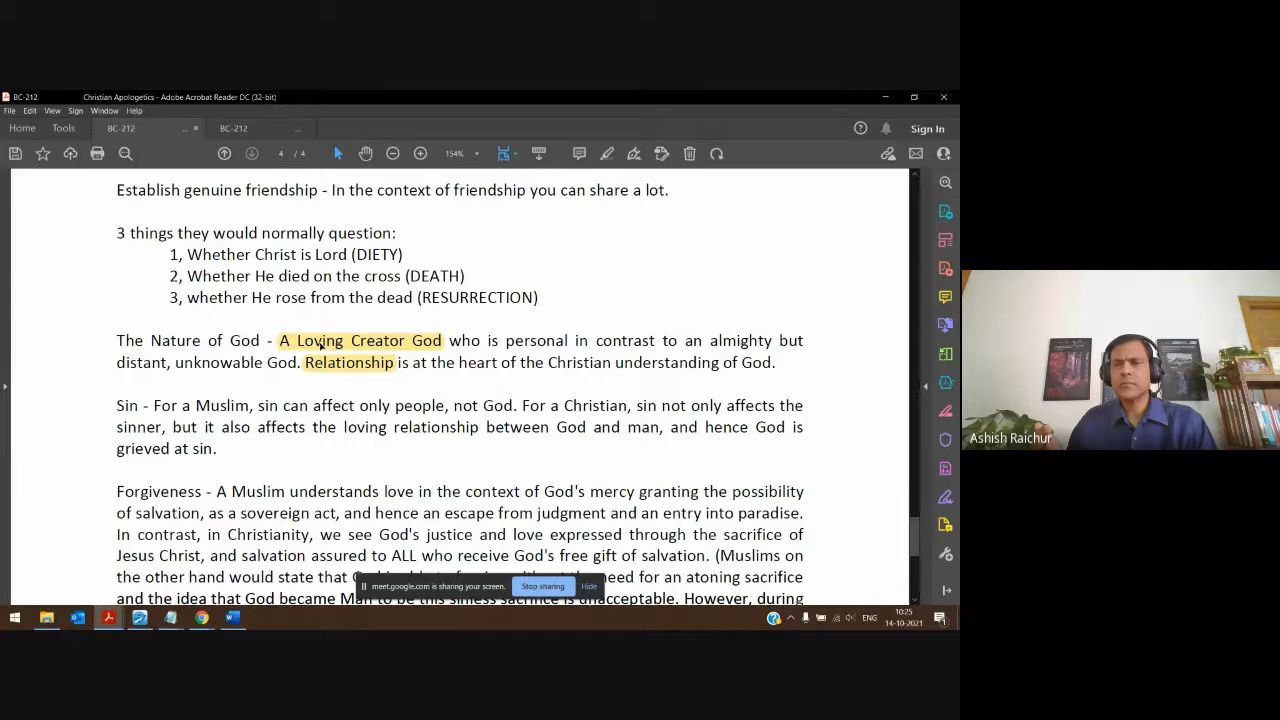 BC-212 Christian Apologetics - Adobe Acrobat Reader DC (32-bit)
File Edit View Sign Window Help
Home Tools BC-212 ... × BC-212 ... Sign In
4 / 4 154%
Establish genuine friendship - In the context of friendship you can share a lot.
3 things they would normally question:
1, Whether Christ is Lord (DIETY)
2, Whether He died on the cross (DEATH)
3, whether He rose from the dead (RESURRECTION)
The Nature of God - A Loving Creator God who is personal in contrast to an almighty but
distant, unknowable God. Relationship is at the heart of the Christian understanding of God.
Sin - For a Muslim, sin can affect only people, not God. For a Christian, sin not only affects the
sinner, but it also affects the loving relationship between God and man, and hence God is
grieved at sin.
Forgiveness - A Muslim understands love in the context of God's mercy granting the possibility
of salvation, as a sovereign act, and hence an escape from judgment and an entry into paradise.
In contrast, in Christianity, we see God's justice and love expressed through the sacrifice of
Jesus Christ, and salvation assured to ALL who receive God's free gift of salvation. (Muslims on
the other hand would state that need for an atoning sacrifice
and the idea that God became Man to be this sinless sacrifice is unacceptable. However, during
meet.google.com is sharing your screen. Stop sharing Hide
Ashish Raichur
ENG 10:25
14-10-2021